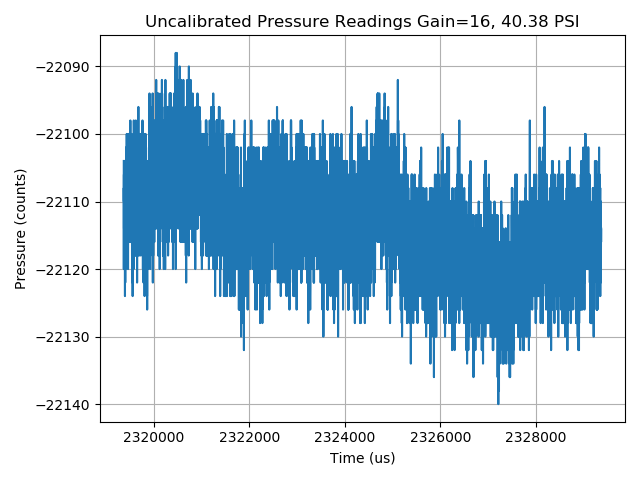 Uncalibrated Pressure Readings Gain=16, 40.38 PSI
−22090
−22100
−22110
−22120
−22130
−22140
Pressure (counts)
2320000 2322000 2324000 2326000 2328000
Time (us)